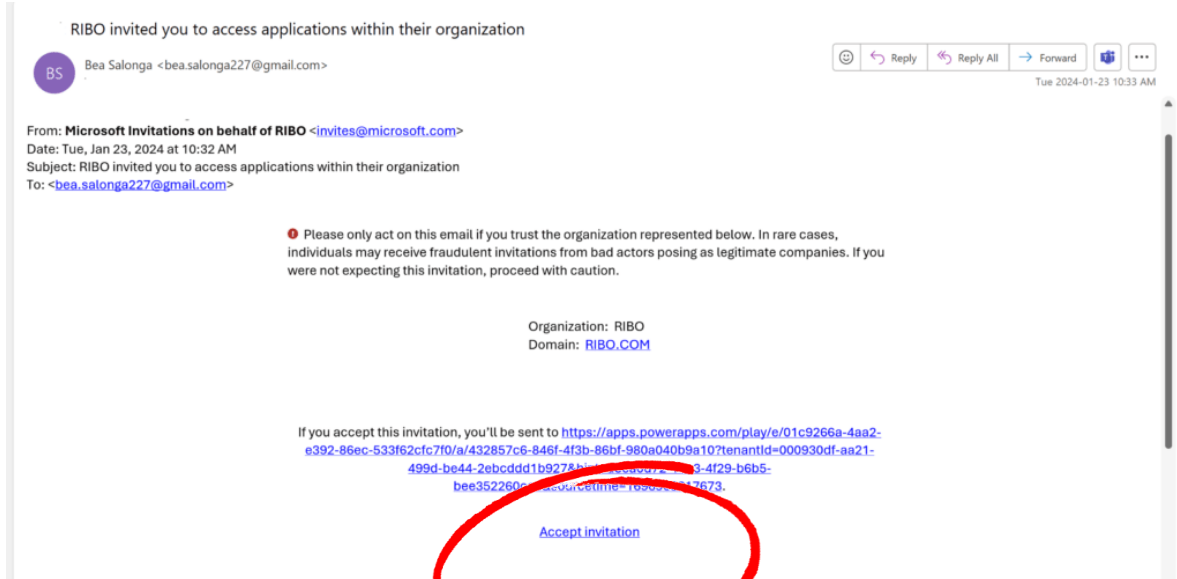 RIBO invited you to access applications within their organization
BS
Bea Salonga <bea.salonga227@gmail.com>
Reply
Reply All
Forward
Tue 2024-01-23 10:33 AM
From: Microsoft Invitations on behalf of RIBO <invites@microsoft.com>
Date: Tue, Jan 23, 2024 at 10:32 AM
Subject: RIBO invited you to access applications within their organization
To: <bea.salonga227@gmail.com>
Please only act on this email if you trust the organization represented below. In rare cases,
individuals may receive fraudulent invitations from bad actors posing as legitimate companies. If you
were not expecting this invitation, proceed with caution.
Organization: RIBO
Domain: RIBO.COM
If you accept this invitation, you’ll be sent to https://apps.powerapps.com/play/e/01c9266a-4aa2-
e392-86ec-533f62cfc7f0/a/432857c6-846f-4f3b-86bf-980a040b9a10?tenantId=000930df-aa21-
Accept invitation